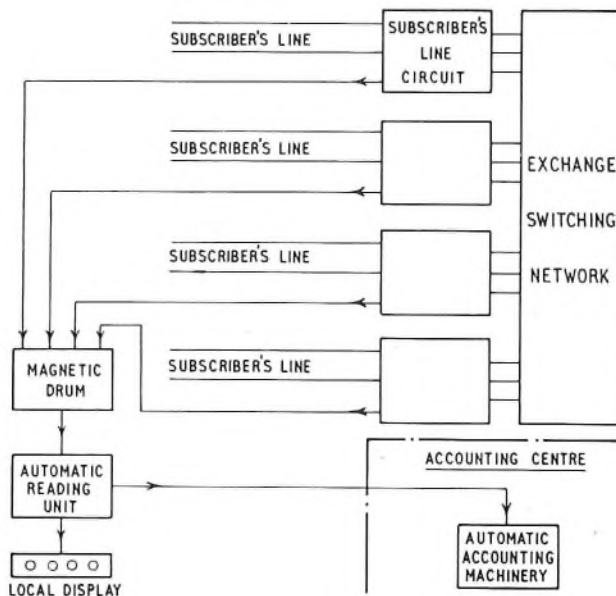 SUBSCRIBER'S LINE
SUBSCRIBER'S
LINE
CIRCUIT
SUBSCRIBER'S LINE
EXCHANGE
SWITCHING
SUBSCRIBER'S LINE
NETWORK
SUBSCRIBER'S LINE
MAGNETIC
DRUM
AUTOMATIC
READING
UNIT
LOCAL DISPLAY
ACCOUNTING CENTRE
AUTOMATIC
ACCOUNTING
MACHINERY